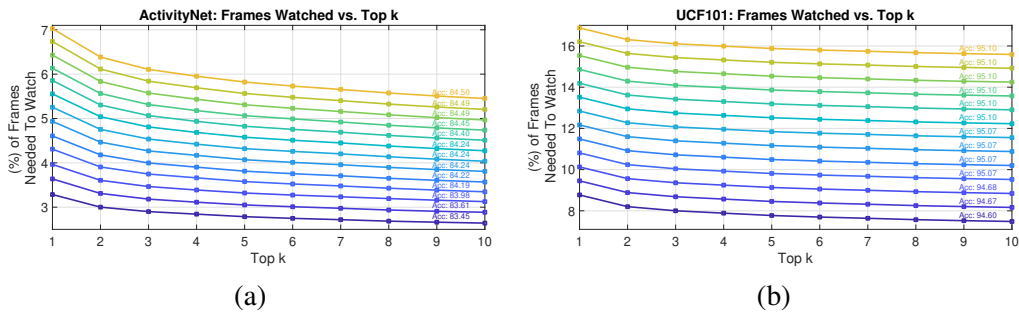 ActivityNet: Frames Watched vs. Top k
(%) of Frames
Needed To Watch
7
6
5
4
3
Acc: 84.50
Acc: 84.49
Acc: 84.49
Acc: 84.45
Acc: 84.40
Acc: 84.24
Acc: 84.24
Acc: 84.24
Acc: 84.22
Acc: 84.19
Acc: 83.98
Acc: 83.61
Acc: 83.45
1 2 3 4 5 6 7 8 9 10
Top k
(a)
UCF101: Frames Watched vs. Top k
(%) of Frames
Needed To Watch
16
14
12
10
8
Acc: 95.10
Acc: 95.10
Acc: 95.10
Acc: 95.10
Acc: 95.10
Acc: 95.10
Acc: 95.07
Acc: 95.07
Acc: 95.07
Acc: 95.07
Acc: 94.68
Acc: 94.67
Acc: 94.60
1 2 3 4 5 6 7 8 9 10
Top k
(b)